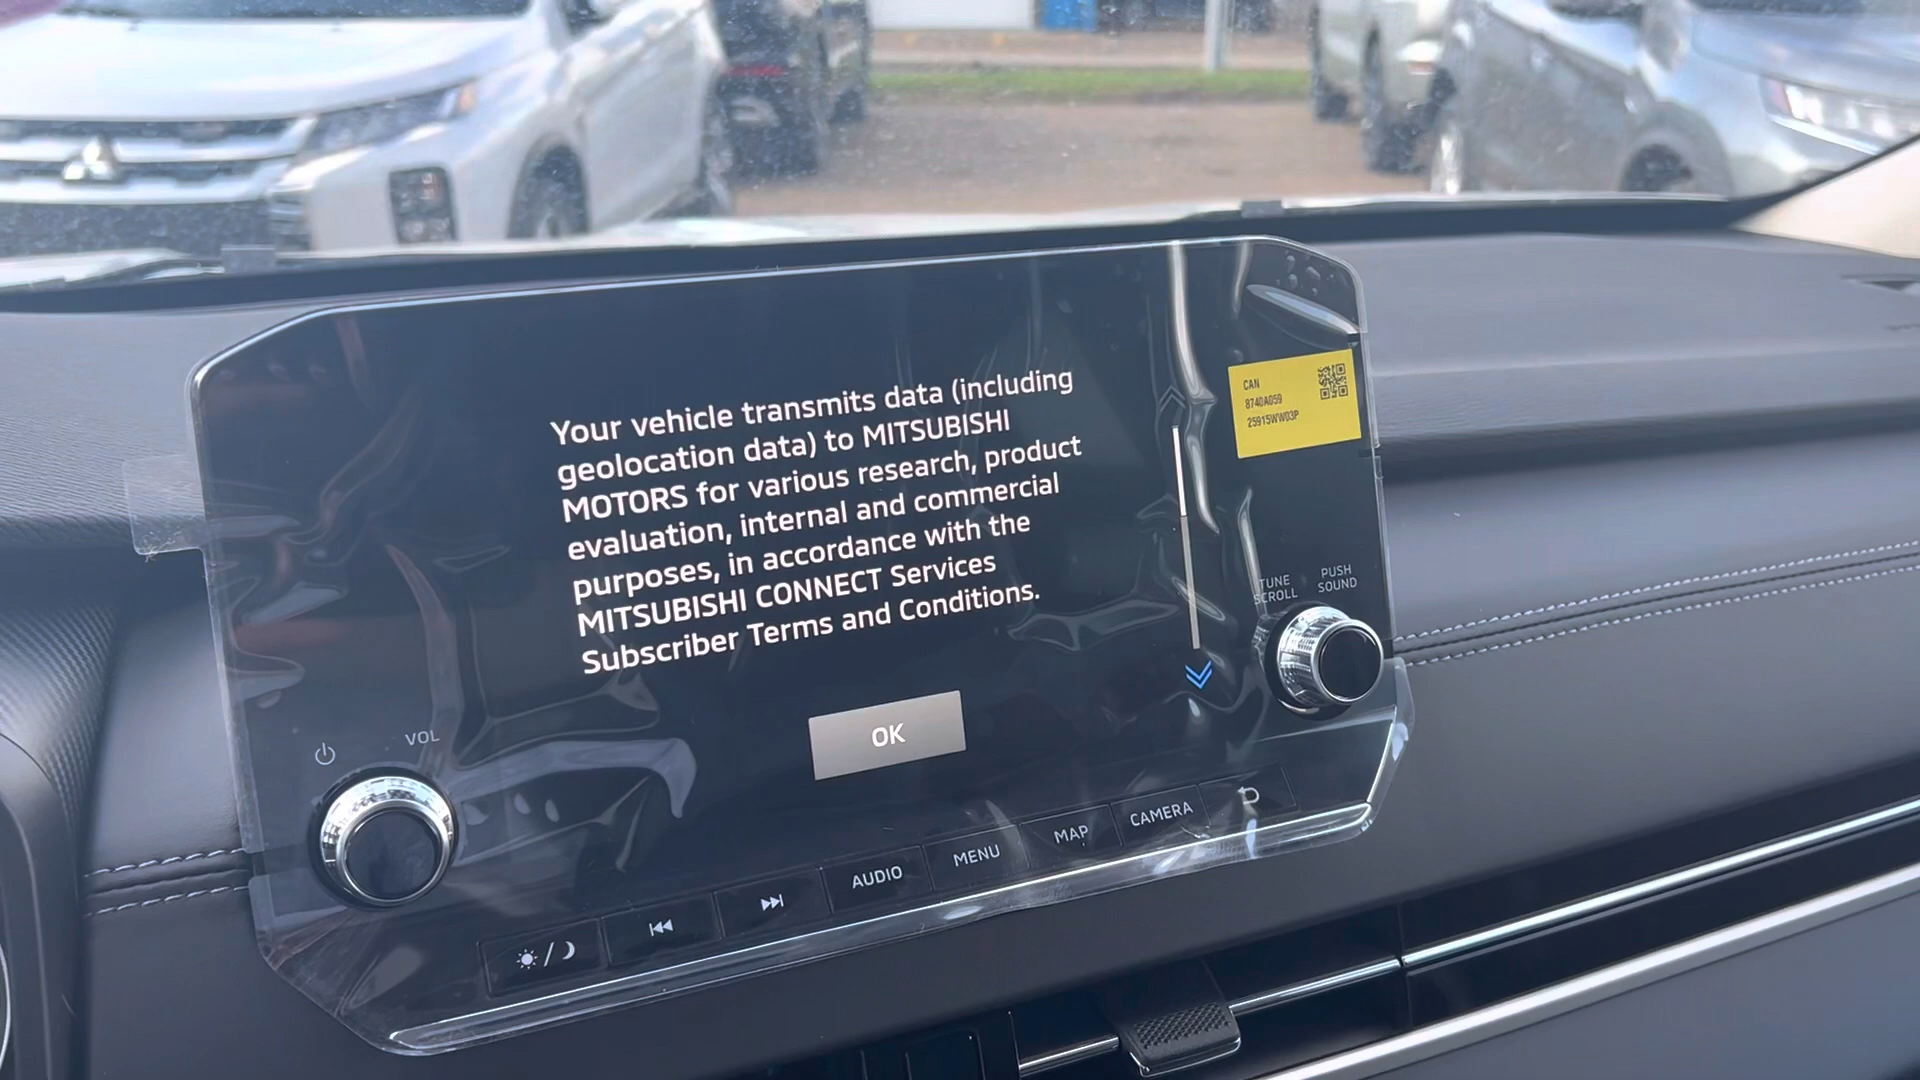 Your vehicle transmits data (including
geolocation data) to MITSUBISHI
MOTORS for various research, product
evaluation, internal and commercial
purposes, in accordance with the
MITSUBISHI CONNECT Services
Subscriber Terms and Conditions.
OK
CAN
8740A059
25915WW03P
TUNE
SCROLL
PUSH
SOUND
VOL
AUDIO
MENU
MAP
CAMERA